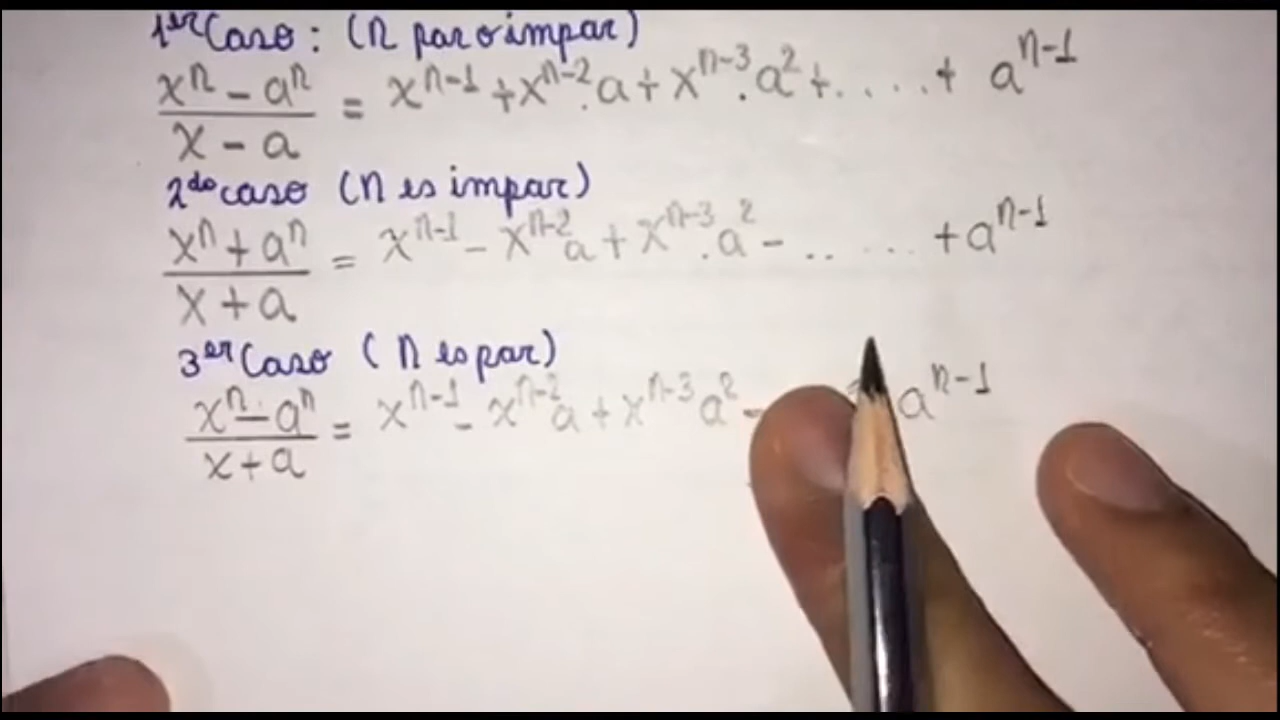 1er Caso: (n par o impar)
xⁿ - aⁿ / x - a = xⁿ⁻¹ + xⁿ⁻².a + xⁿ⁻³.a² + ..... + aⁿ⁻¹
2do caso (n es impar)
xⁿ + aⁿ / x + a = xⁿ⁻¹ - xⁿ⁻²a + xⁿ⁻³.a² - ..... + aⁿ⁻¹
3er Caso (n es par)
xⁿ - aⁿ / x + a = xⁿ⁻¹ - xⁿ⁻²a + xⁿ⁻³a² - aⁿ⁻¹